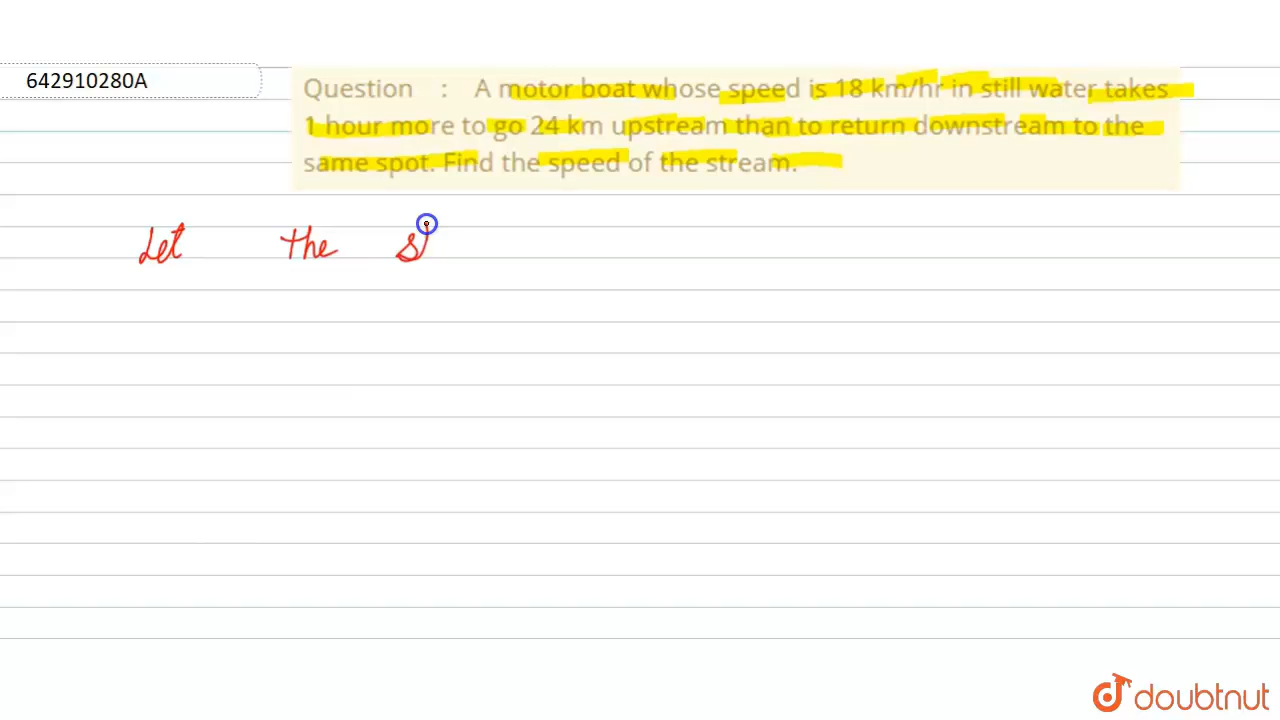 642910280A
Question : A motor boat whose speed is 18 km/hr in still water takes
1 hour more to go 24 km upstream than to return downstream to the
same spot. Find the speed of the stream.
Let the
doubtnut